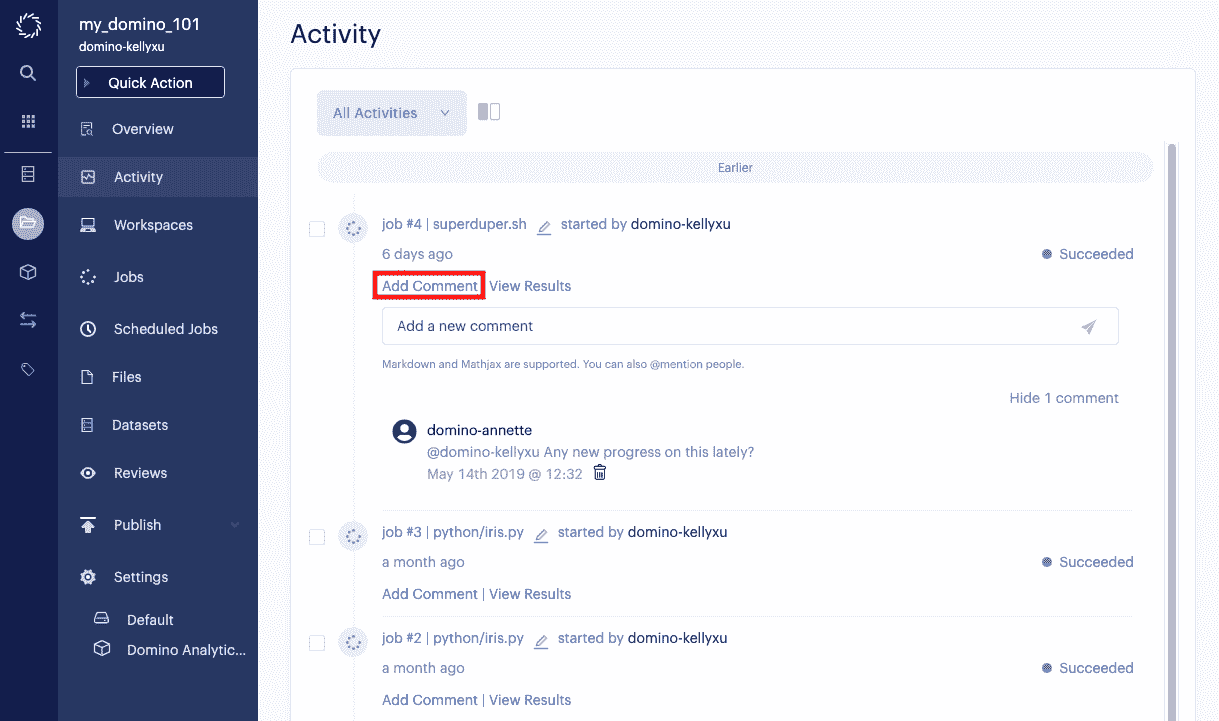 my_domino_101
domino-kellyxu
Quick Action
Overview
Activity
Workspaces
Jobs
Scheduled Jobs
Files
Datasets
Reviews
Publish
Settings
Default
Domino Analytic...
Activity
All Activities
Earlier
job #4 | superduper.sh started by domino-kellyxu
6 days ago Succeeded
Add Comment View Results
Add a new comment
Markdown and Mathjax are supported. You can also @mention people.
Hide 1 comment
domino-annette
@domino-kellyxu Any new progress on this lately?
May 14th 2019 @ 12:32
job #3 | python/iris.py started by domino-kellyxu
a month ago Succeeded
Add Comment | View Results
job #2 | python/iris.py started by domino-kellyxu
a month ago Succeeded
Add Comment | View Results